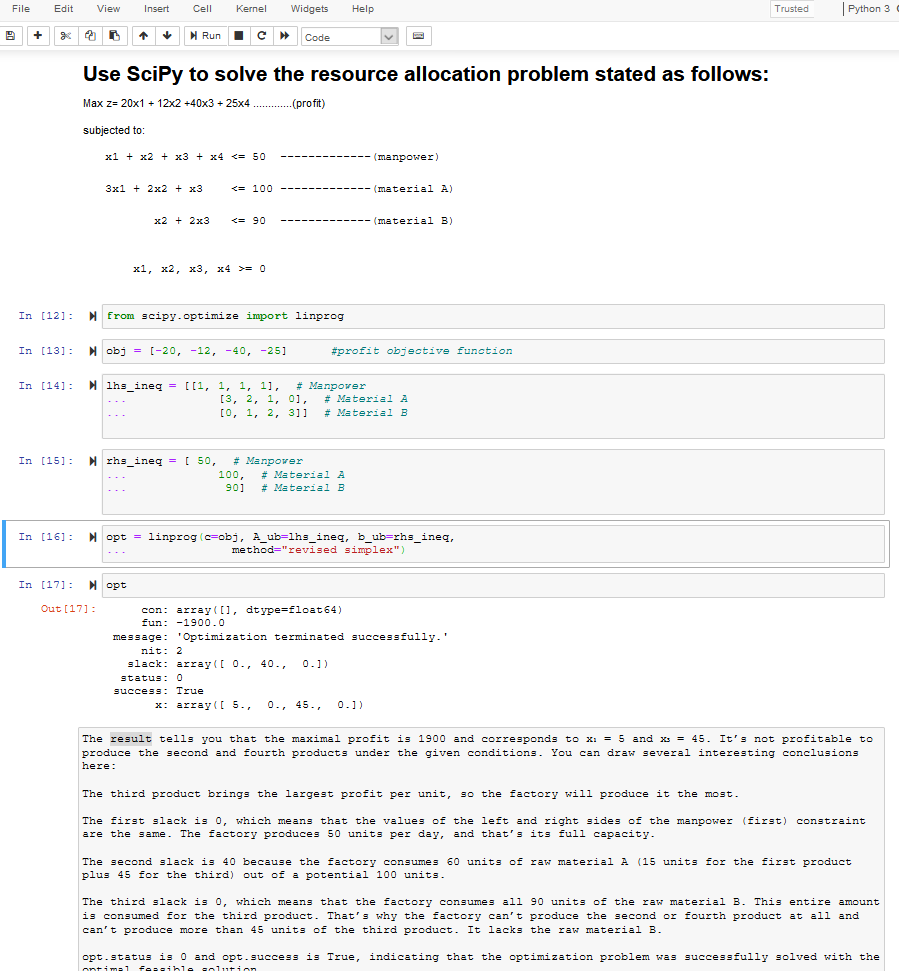 File Edit View Insert Cell Kernel Widgets Help Trusted Python 3
Run Code
Use SciPy to solve the resource allocation problem stated as follows:
Max z= 20x1 + 12x2 +40x3 + 25x4 .............(profit)
subjected to:
x1 + x2 + x3 + x4 <= 50 -------------(manpower)
3x1 + 2x2 + x3 <= 100 -------------(material A)
x2 + 2x3 <= 90 -------------(material B)
x1, x2, x3, x4 >= 0
In [12]: from scipy.optimize import linprog
In [13]: obj = [-20, -12, -40, -25] #profit objective function
In [14]: lhs_ineq = [[1, 1, 1, 1], # Manpower
... [3, 2, 1, 0], # Material A
... [0, 1, 2, 3]] # Material B
In [15]: rhs_ineq = [ 50, # Manpower
... 100, # Material A
... 90] # Material B
In [16]: opt = linprog(c=obj, A_ub=lhs_ineq, b_ub=rhs_ineq,
... method="revised simplex")
In [17]: opt
Out[17]: con: array([], dtype=float64)
fun: -1900.0
message: 'Optimization terminated successfully.'
nit: 2
slack: array([ 0., 40., 0.])
status: 0
success: True
x: array([ 5., 0., 45., 0.])
The result tells you that the maximal profit is 1900 and corresponds to x₁ = 5 and x₃ = 45. It’s not profitable to
produce the second and fourth products under the given conditions. You can draw several interesting conclusions
here:
The third product brings the largest profit per unit, so the factory will produce it the most.
The first slack is 0, which means that the values of the left and right sides of the manpower (first) constraint
are the same. The factory produces 50 units per day, and that’s its full capacity.
The second slack is 40 because the factory consumes 60 units of raw material A (15 units for the first product
plus 45 for the third) out of a potential 100 units.
The third slack is 0, which means that the factory consumes all 90 units of the raw material B. This entire amount
is consumed for the third product. That’s why the factory can’t produce the second or fourth product at all and
can’t produce more than 45 units of the third product. It lacks the raw material B.
opt.status is 0 and opt.success is True, indicating that the optimization problem was successfully solved with the
optimal feasible solution